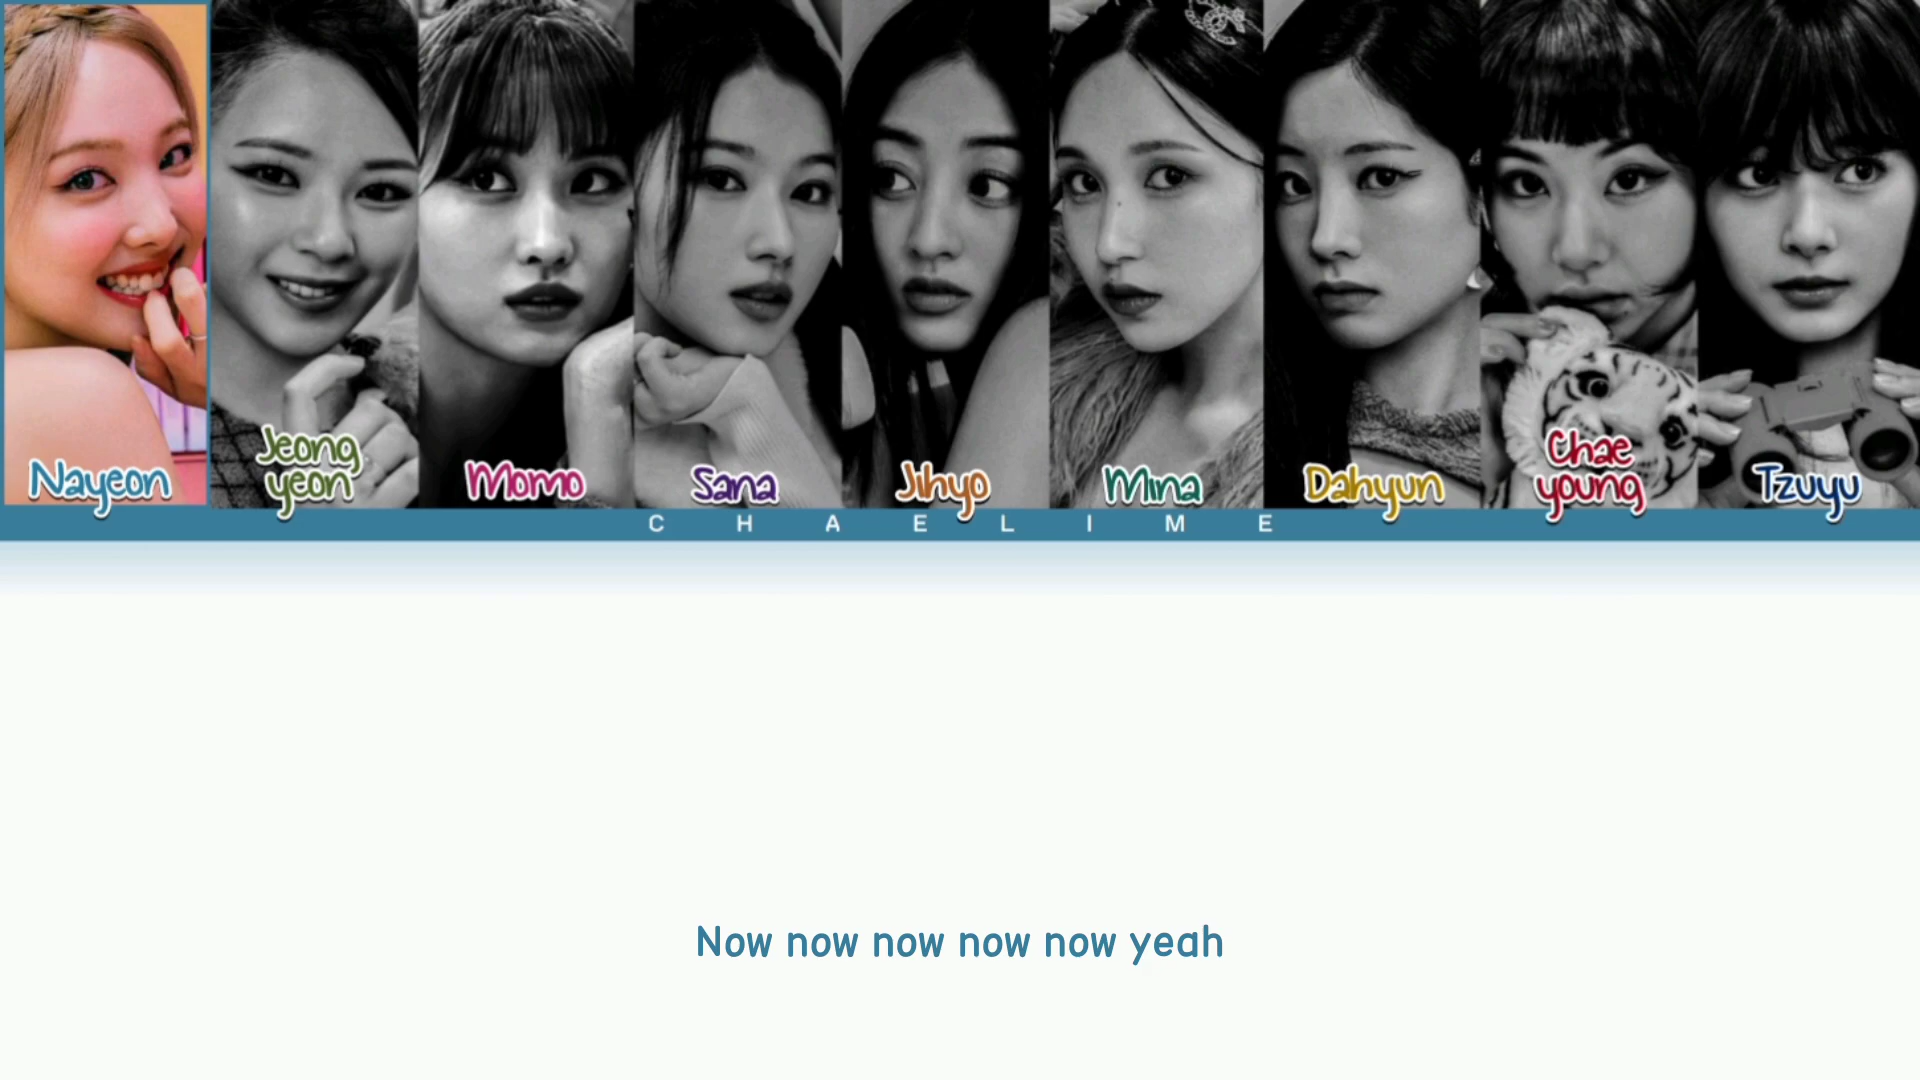 Nayeon
Jeong
yeon
Momo
Sana
Jihyo
Mina
Dahyun
Chae
young
Tzuyu
C H A E L I M E
Now now now now now yeah